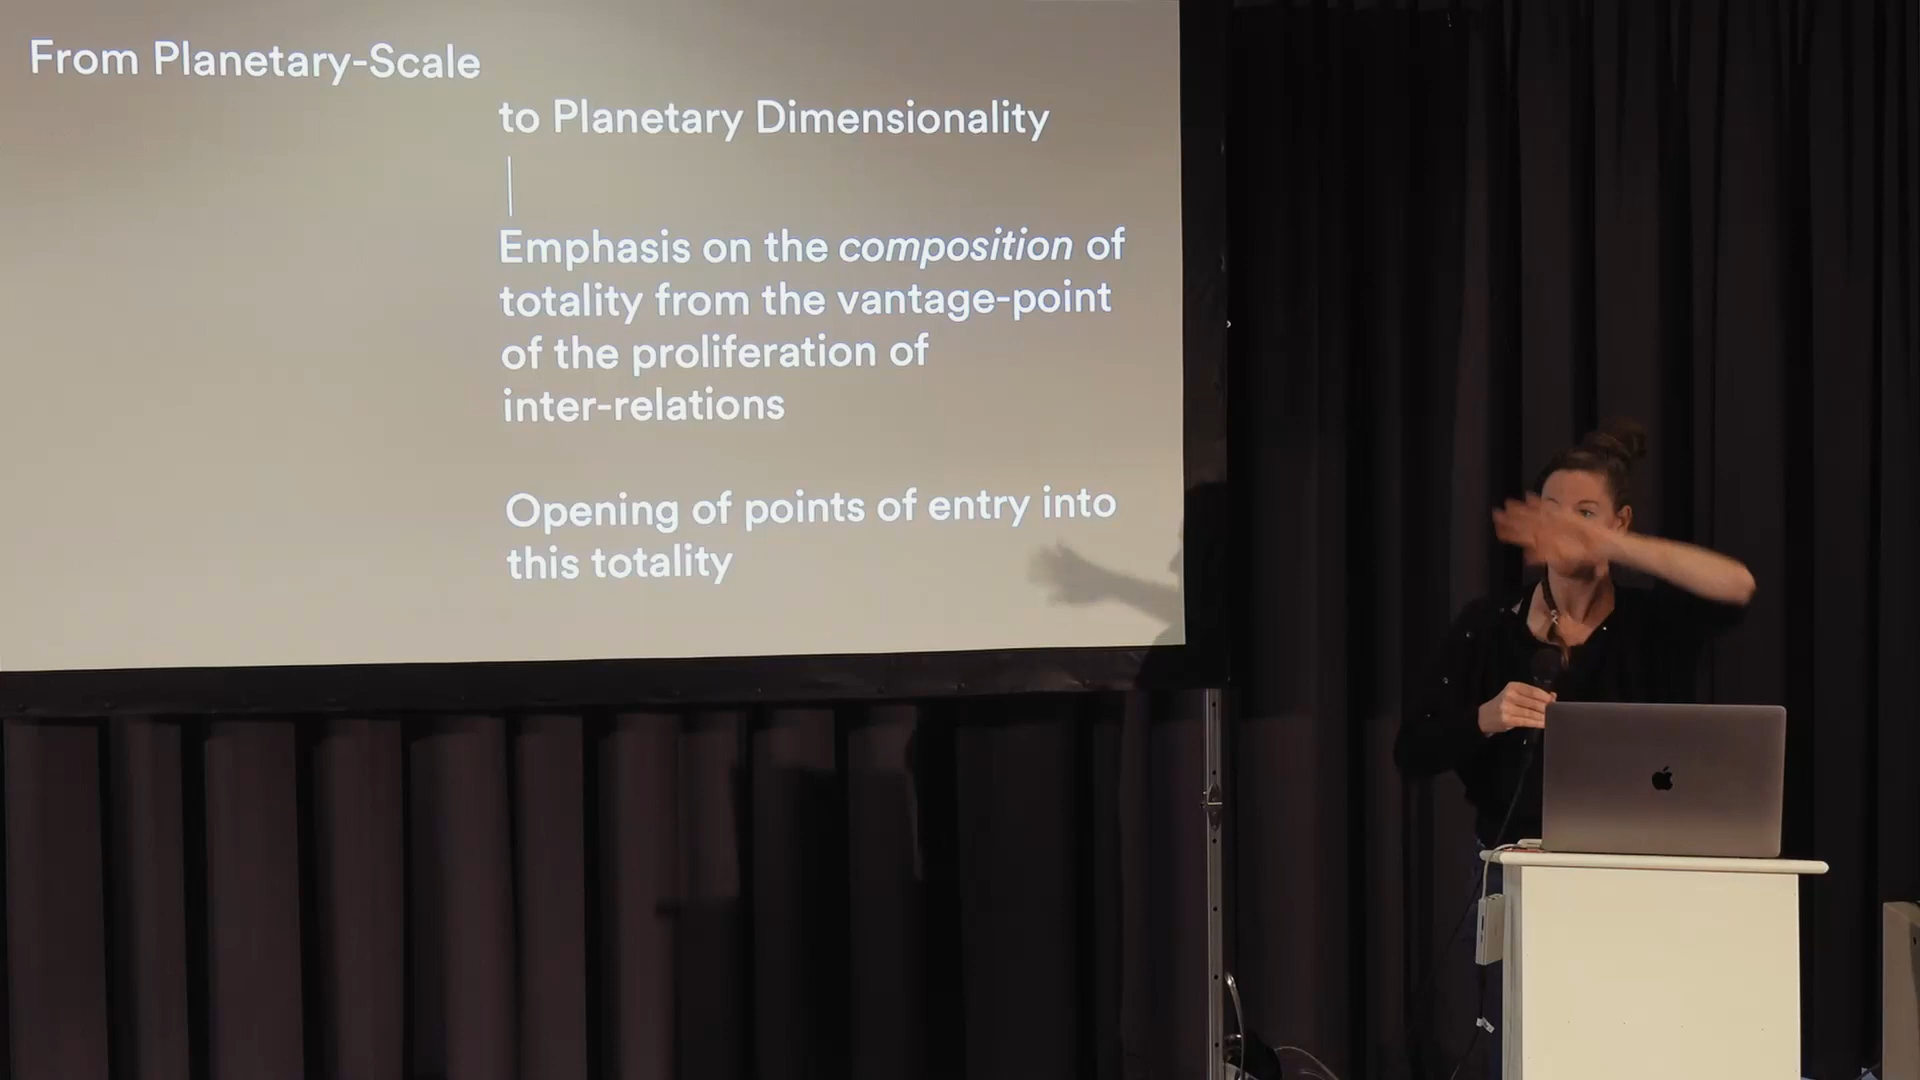 From Planetary-Scale
to Planetary Dimensionality
Emphasis on the composition of
totality from the vantage-point
of the proliferation of
inter-relations
Opening of points of entry into
this totality